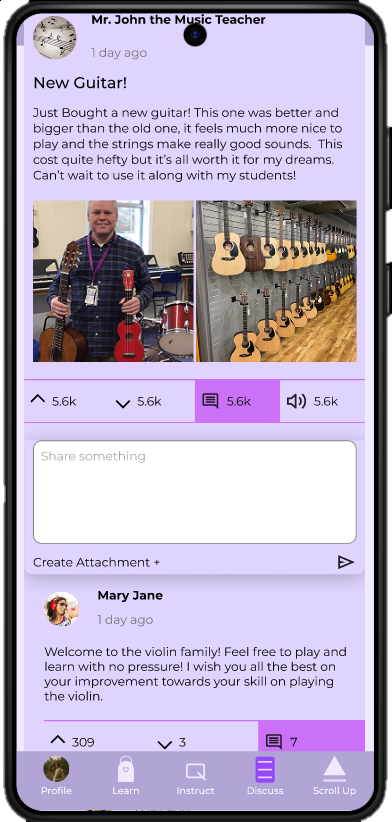 Mr. John the Music Teacher
1 day ago
New Guitar!
Just Bought a new guitar! This one was better and
bigger than the old one, it feels much more nice to
play and the strings make really good sounds.  This
cost quite hefty but it's all worth it for my dreams.
Can't wait to use it along with my students!
5.6k 5.6k 5.6k 5.6k
Share something
Create Attachment +
Mary Jane
1 day ago
Welcome to the violin family! Feel free to play and
learn with no pressure! I wish you all the best on
your improvement towards your skill on playing
the violin.
309 3 7
Profile Learn Instruct Discuss Scroll Up